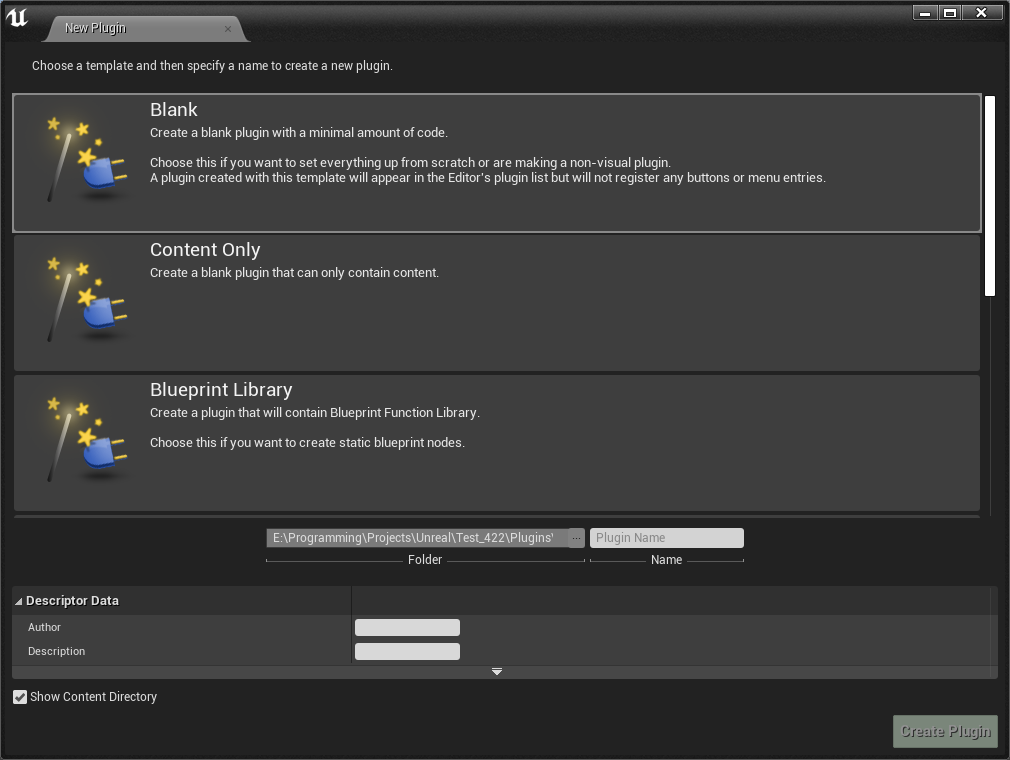 New Plugin
Choose a template and then specify a name to create a new plugin.
Blank
Create a blank plugin with a minimal amount of code.
Choose this if you want to set everything up from scratch or are making a non-visual plugin.
A plugin created with this template will appear in the Editor's plugin list but will not register any buttons or menu entries.
Content Only
Create a blank plugin that can only contain content.
Blueprint Library
Create a plugin that will contain Blueprint Function Library.
Choose this if you want to create static blueprint nodes.
E:\Programming\Projects\Unreal\Test_422\Plugins\ ... Plugin Name
Folder Name
Descriptor Data
Author
Description
Show Content Directory
Create Plugin